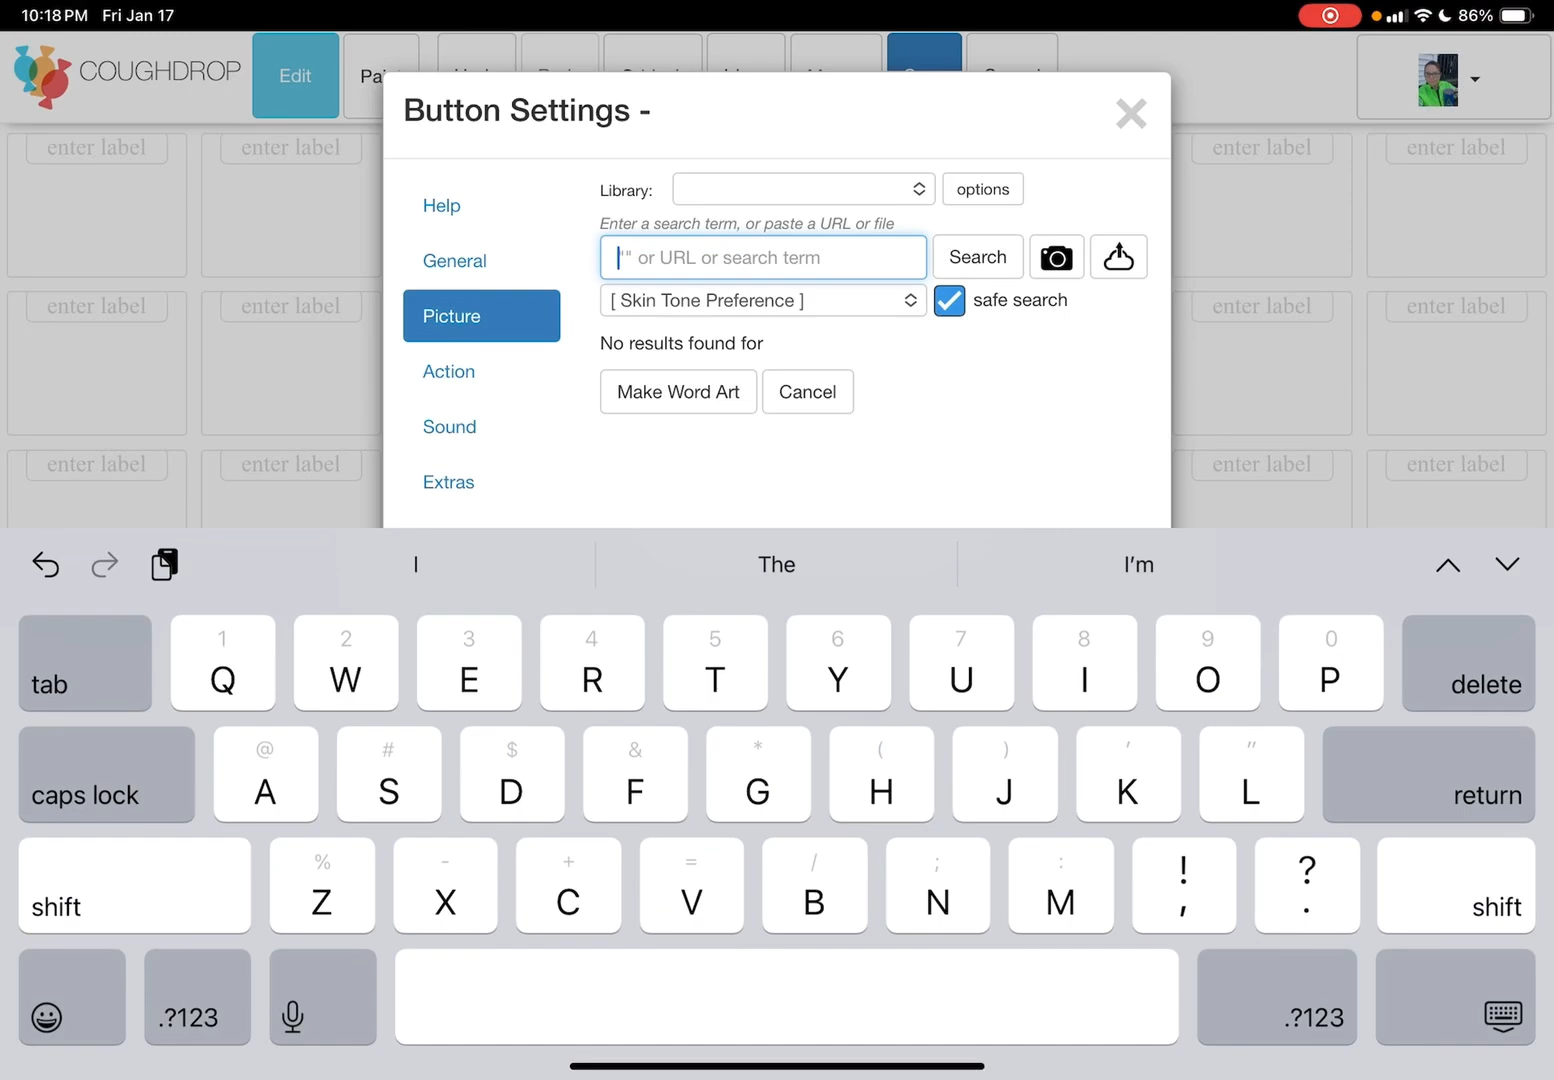 10:18 PM Fri Jan 17
86%
COUGHDROP
Edit
Button Settings -
Help
General
Picture
Action
Sound
Extras
Library:
options
Enter a search term, or paste a URL or file
"" or URL or search term
Search
[ Skin Tone Preference ]
safe search
No results found for
Make Word Art
Cancel
enter label
enter label
enter label
enter label
enter label
enter label
enter label
enter label
enter label
enter label
enter label
enter label
I
The
I'm
tab
1 2 3 4 5 6 7 8 9 0
Q W E R T Y U I O P
delete
caps lock
@ # $ & * ( ) ' "
A S D F G H J K L
return
shift
% - + = / ; : ! ?
Z X C V B N M , .
shift
.?123
.?123